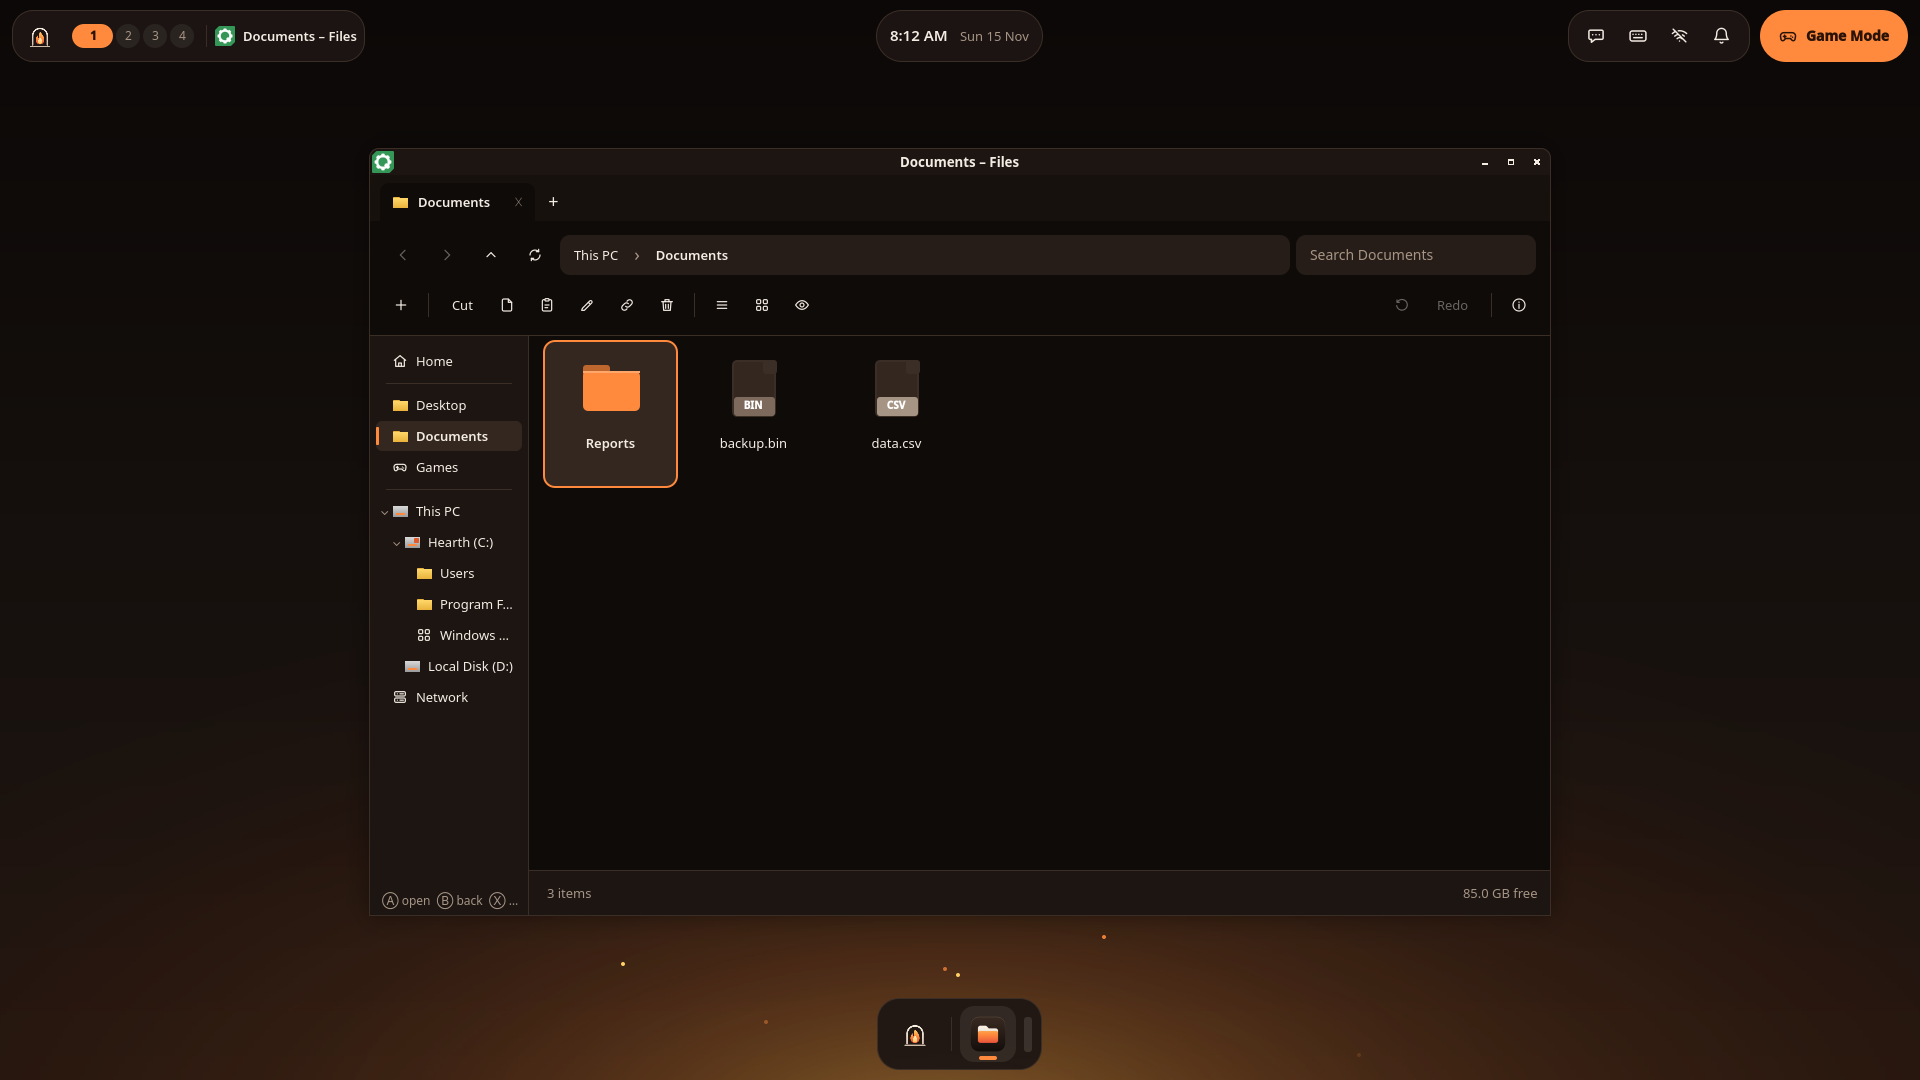 1 2 3 4 Documents – Files
8:12 AM Sun 15 Nov
Game Mode
Documents – Files
Documents X +
This PC › Documents
Search Documents
Cut
Redo
Home
Desktop
Documents
Games
This PC
Hearth (C:)
Users
Program F...
Windows ...
Local Disk (D:)
Network
Reports
BIN
backup.bin
CSV
data.csv
A open B back X ...
3 items
85.0 GB free